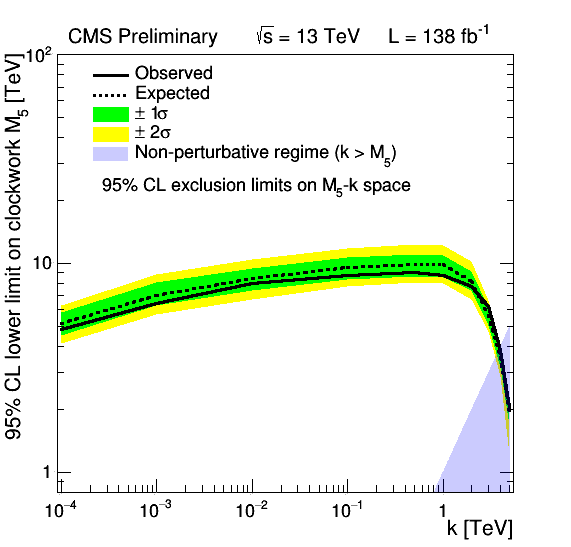 CMS Preliminary √s = 13 TeV L = 138 fb⁻¹
95% CL lower limit on clockwork M₅ [TeV]
10²
10
1
Observed
Expected
± 1σ
± 2σ
Non-perturbative regime (k > M₅)
95% CL exclusion limits on M₅-k space
10⁻⁴ 10⁻³ 10⁻² 10⁻¹ 1
k [TeV]